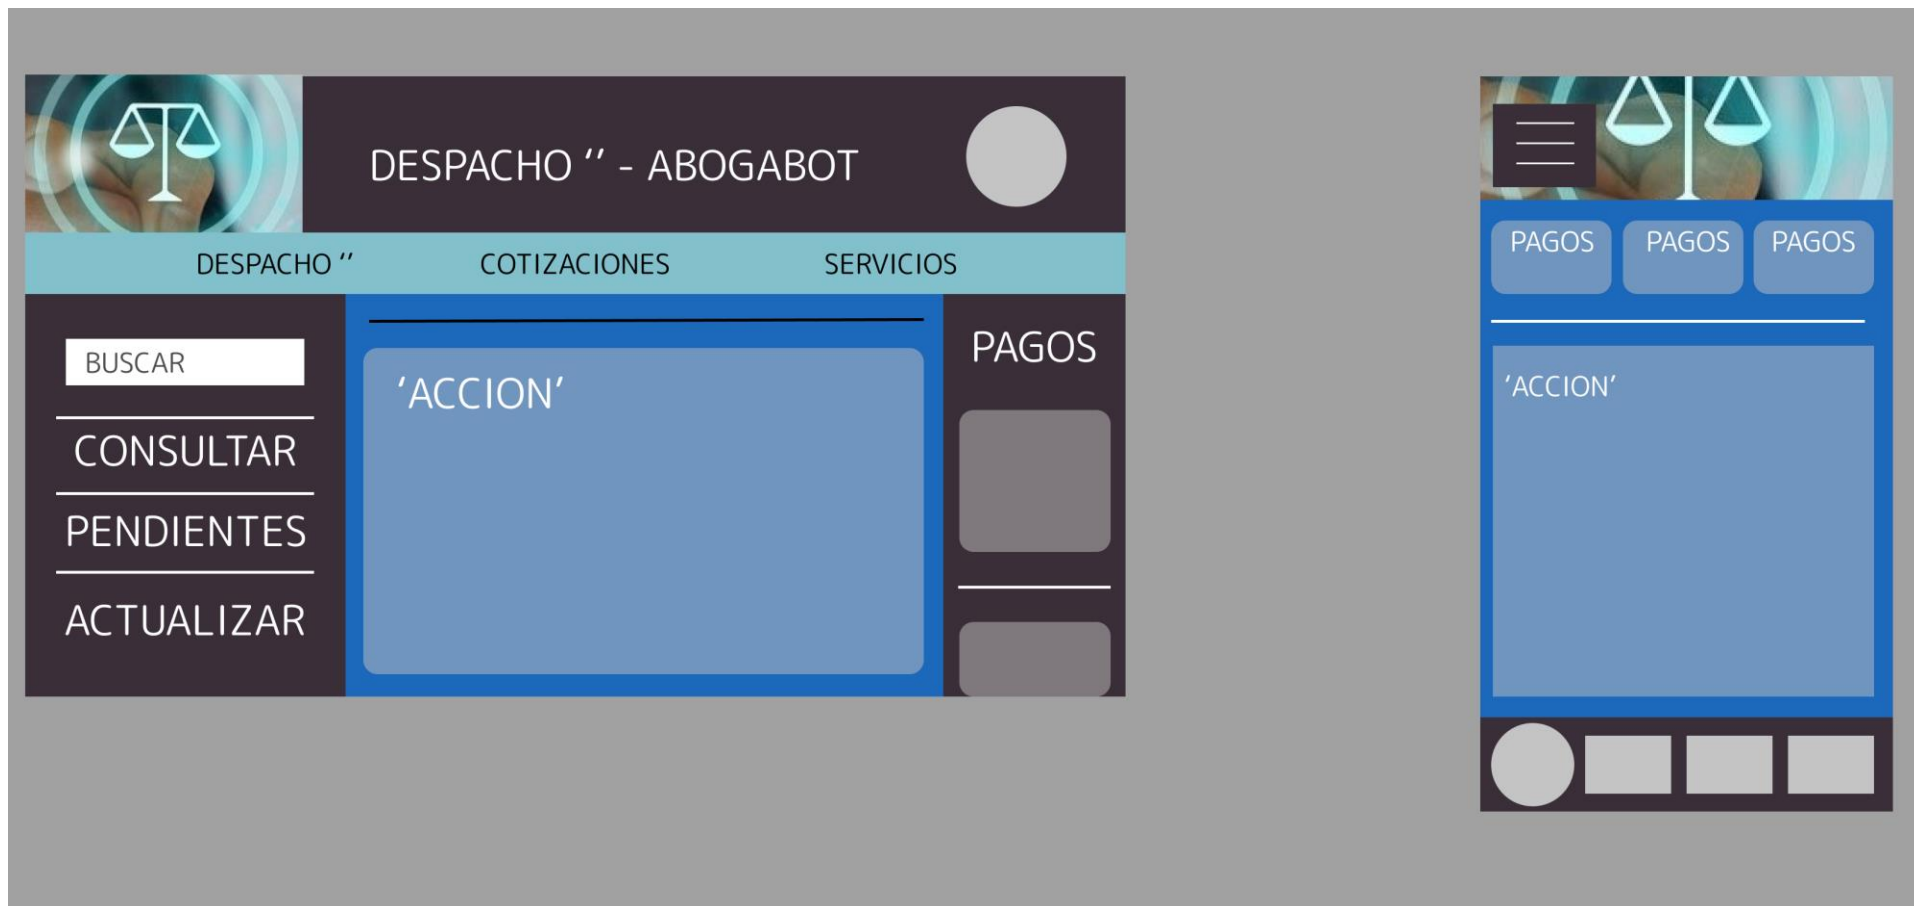 DESPACHO '' - ABOGABOT
DESPACHO '' COTIZACIONES SERVICIOS
BUSCAR
CONSULTAR
PENDIENTES
ACTUALIZAR
'ACCION'
PAGOS
PAGOS PAGOS PAGOS
'ACCION'